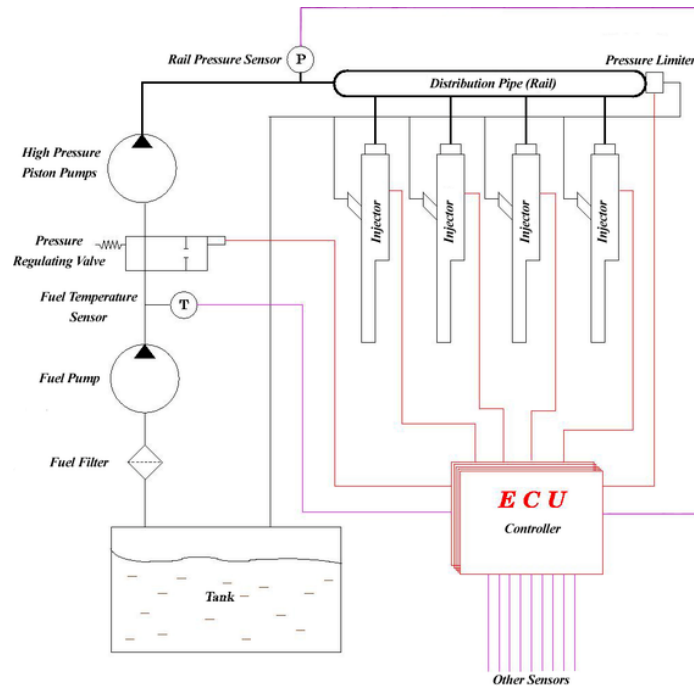 Rail Pressure Sensor
P
Pressure Limiter
Distribution Pipe (Rail)
High Pressure
Piston Pumps
Injector
Injector
Injector
Injector
Pressure
Regulating Valve
Fuel Temperature
Sensor
T
Fuel Pump
Fuel Filter
E C U
Controller
Tank
Other Sensors